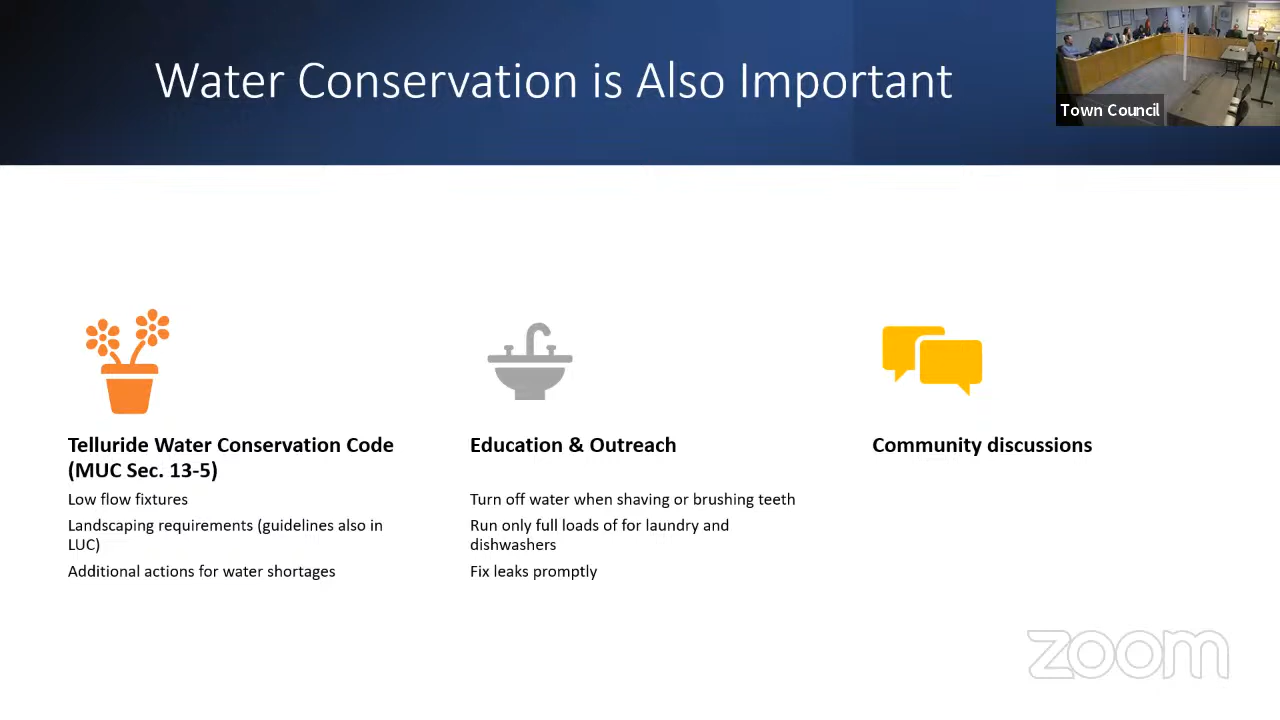 Water Conservation is Also Important
Town Council
Telluride Water Conservation Code
(MUC Sec. 13-5)
Low flow fixtures
Landscaping requirements (guidelines also in
LUC)
Additional actions for water shortages
Education & Outreach
Turn off water when shaving or brushing teeth
Run only full loads of for laundry and
dishwashers
Fix leaks promptly
Community discussions
zoom